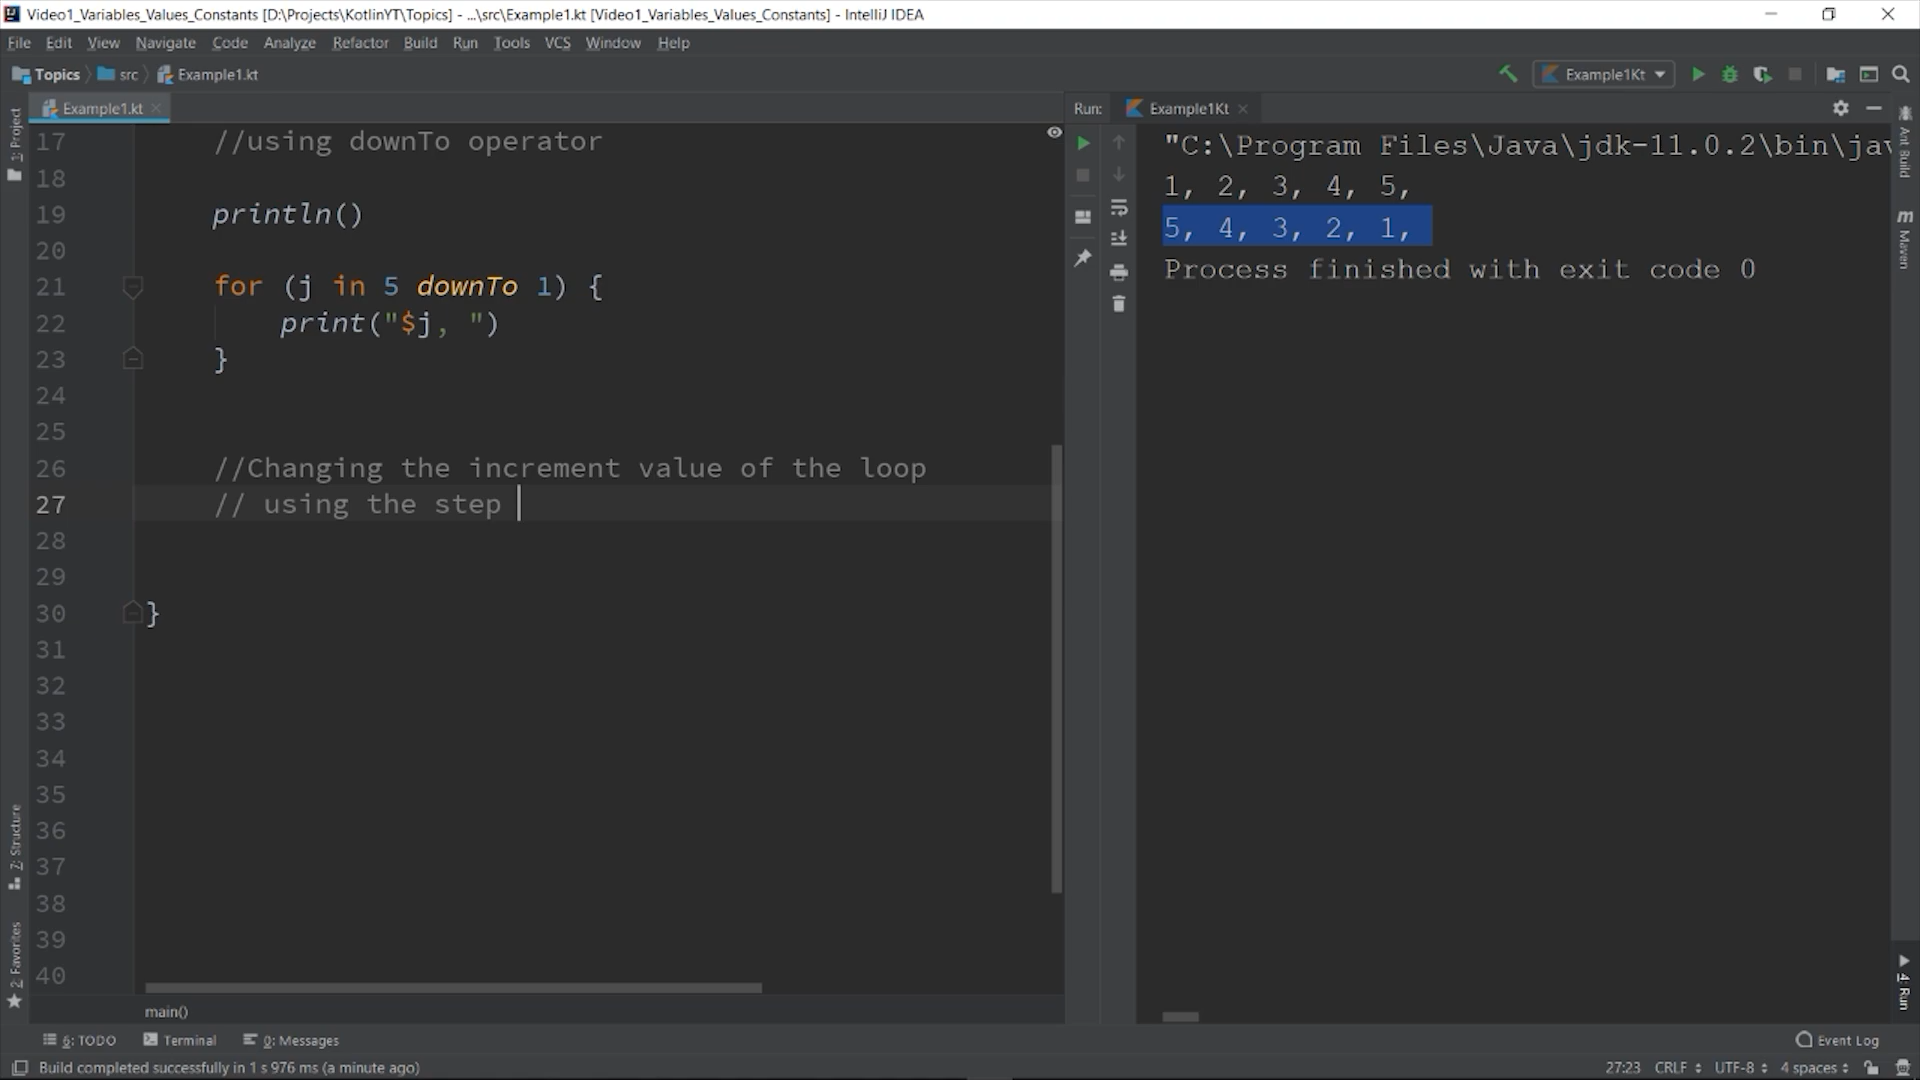 Video1_Variables_Values_Constants [D:\Projects\KotlinYT\Topics] - ...\src\Example1.kt [Video1_Variables_Values_Constants] - IntelliJ IDEA
File Edit View Navigate Code Analyze Refactor Build Run Tools VCS Window Help
Topics src Example1.kt Example1Kt
Example1.kt
Run: Example1Kt
1: Project
17 //using downTo operator
18
19 println()
20
21 for (j in 5 downTo 1) {
22 print("$j, ")
23 }
24
25
26 //Changing the increment value of the loop
27 // using the step
28
29
30 }
31
32
33
34
35
36
37
38
39
40
"C:\Program Files\Java\jdk-11.0.2\bin\jav
1, 2, 3, 4, 5,
5, 4, 3, 2, 1,
Process finished with exit code 0
Ant Build
m Maven
7: Structure
2: Favorites
4: Run
main()
6: TODO Terminal 0: Messages Event Log
Build completed successfully in 1 s 976 ms (a minute ago) 27:23 CRLF UTF-8 4 spaces